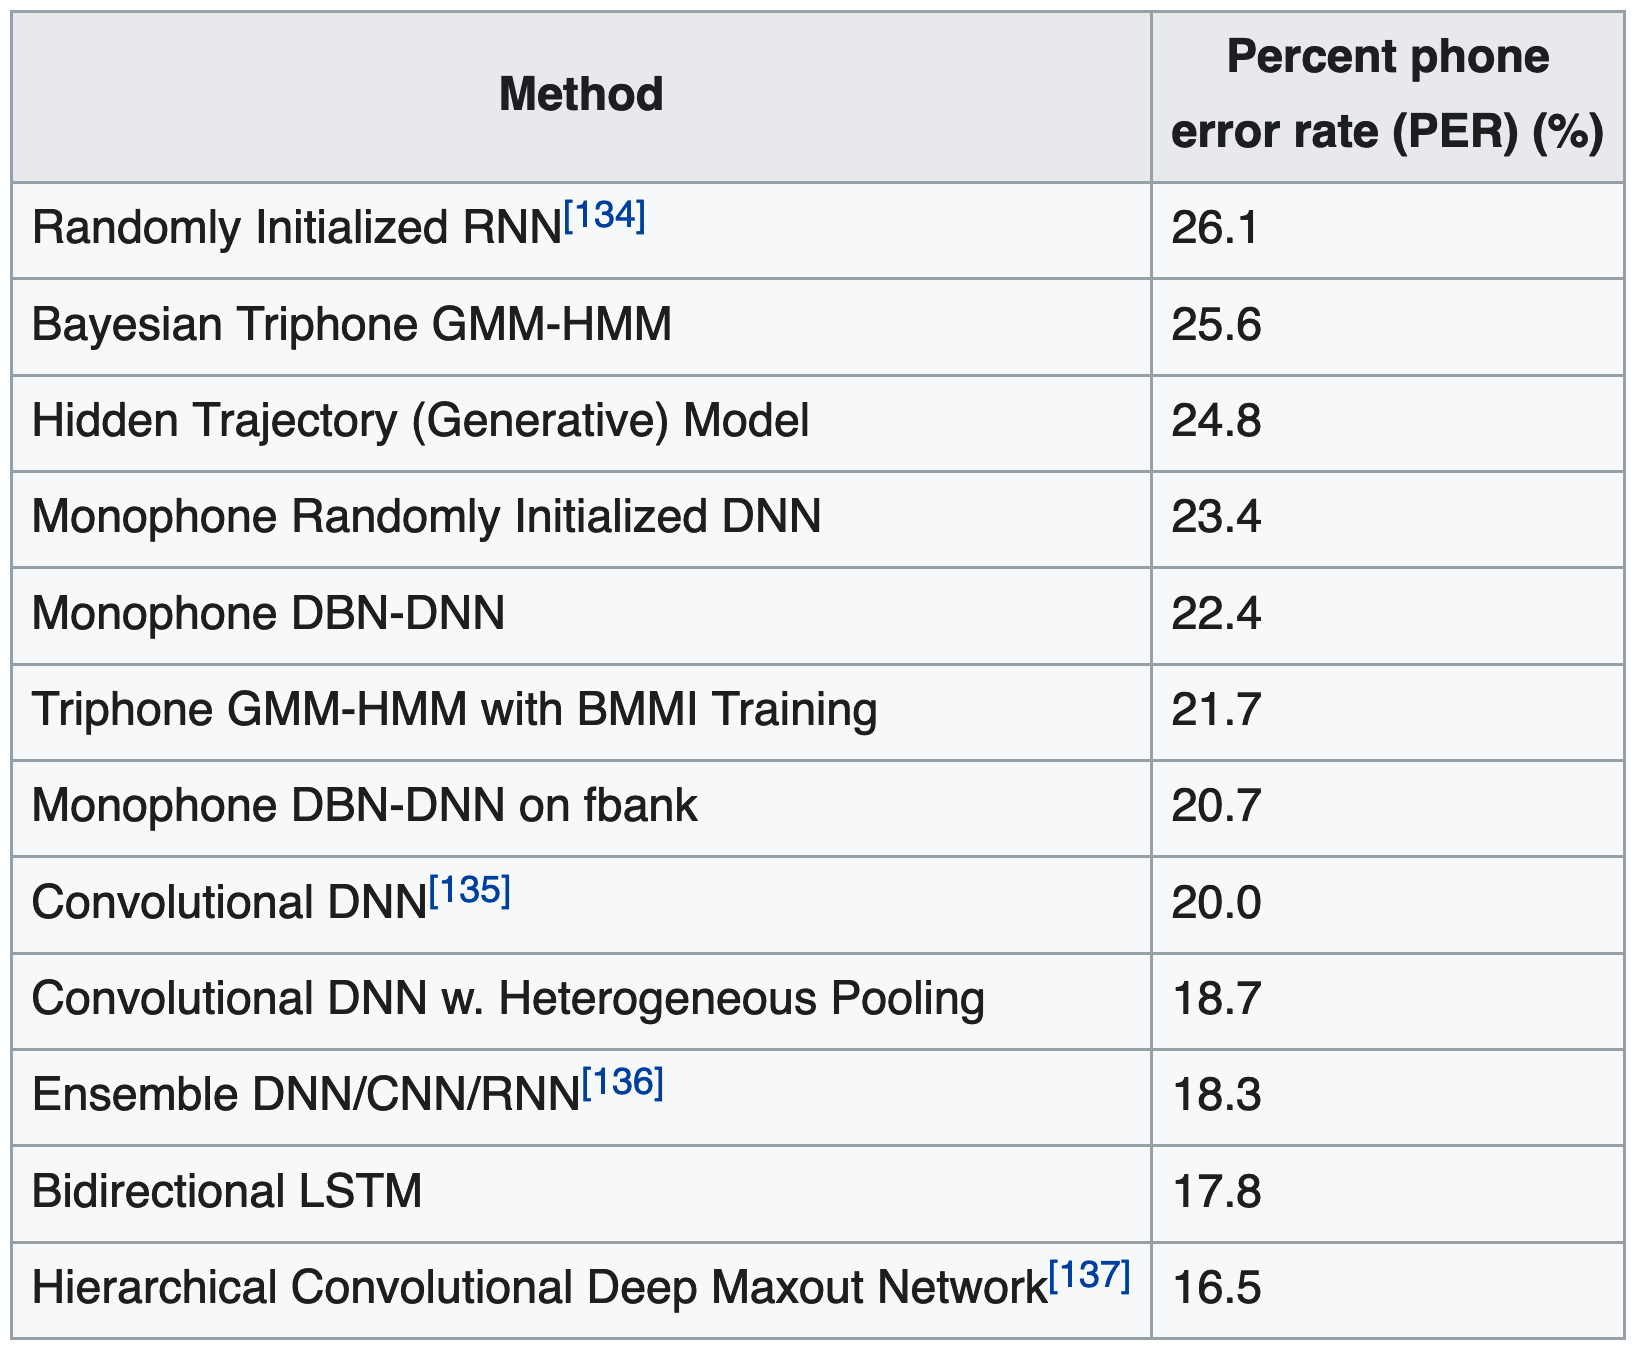 Method
Percent phone
error rate (PER) (%)
Randomly Initialized RNN[134] 26.1
Bayesian Triphone GMM-HMM 25.6
Hidden Trajectory (Generative) Model 24.8
Monophone Randomly Initialized DNN 23.4
Monophone DBN-DNN 22.4
Triphone GMM-HMM with BMMI Training 21.7
Monophone DBN-DNN on fbank 20.7
Convolutional DNN[135] 20.0
Convolutional DNN w. Heterogeneous Pooling 18.7
Ensemble DNN/CNN/RNN[136] 18.3
Bidirectional LSTM 17.8
Hierarchical Convolutional Deep Maxout Network[137] 16.5